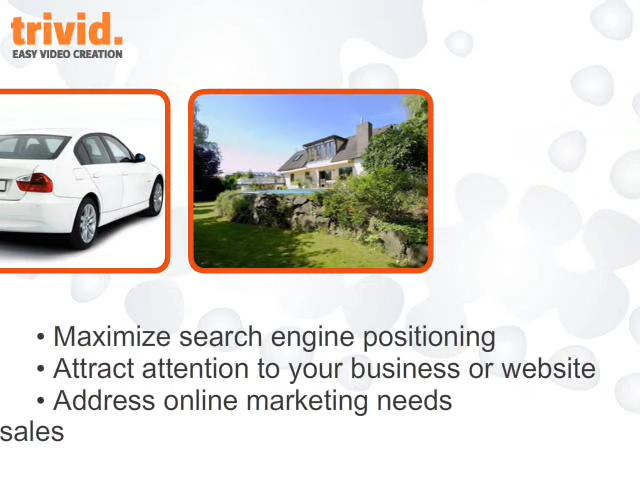 trivid.
EASY VIDEO CREATION
• Maximize search engine positioning
• Attract attention to your business or website
• Address online marketing needs
sales